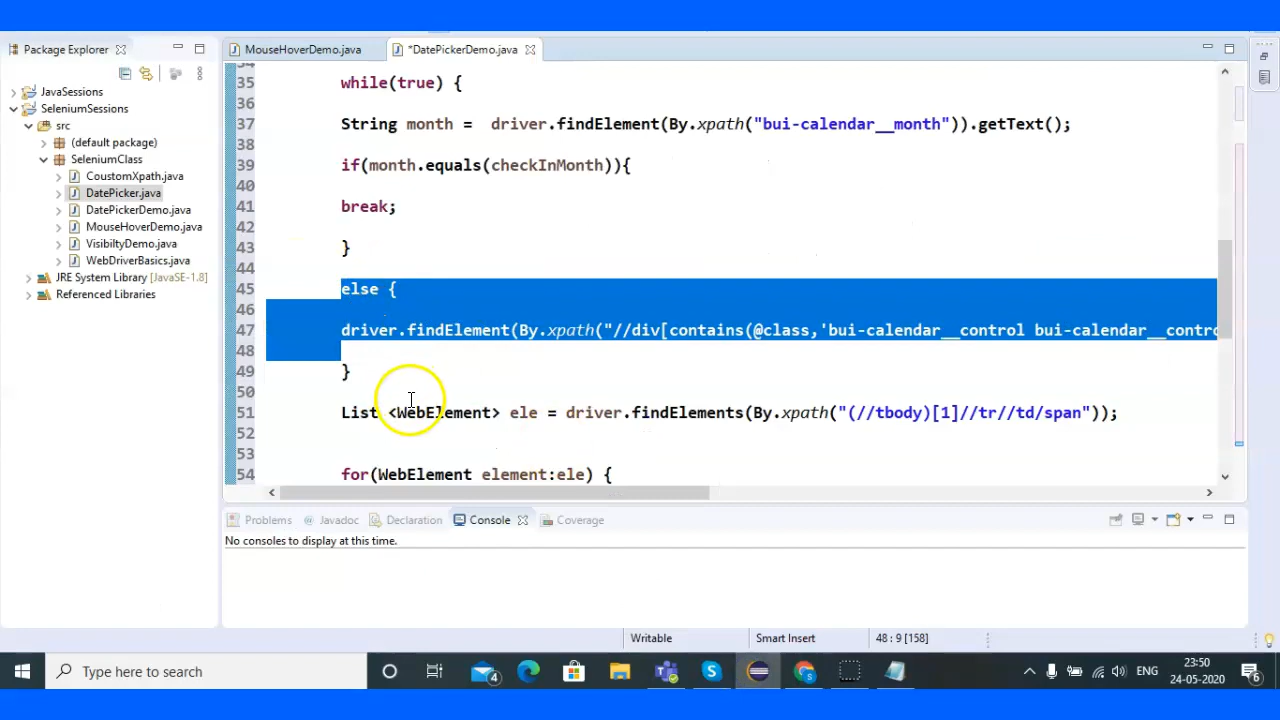 Package Explorer
MouseHoverDemo.java
*DatePickerDemo.java
JavaSessions
SeleniumSessions
src
(default package)
SeleniumClass
CoustomXpath.java
DatePicker.java
DatePickerDemo.java
MouseHoverDemo.java
VisibiltyDemo.java
WebDriverBasics.java
JRE System Library [JavaSE-1.8]
Referenced Libraries
34
35 while(true) {
36
37 String month = driver.findElement(By.xpath("bui-calendar__month")).getText();
38
39 if(month.equals(checkInMonth)){
40
41 break;
42
43 }
44
45 else {
46
47 driver.findElement(By.xpath("//div[contains(@class,'bui-calendar__control bui-calendar__contro
48
49 }
50
51 List <WebElement> ele = driver.findElements(By.xpath("(//tbody)[1]//tr//td/span"));
52
53
54 for(WebElement element:ele) {
Problems Javadoc Declaration Console Coverage
No consoles to display at this time.
Writable Smart Insert 48 : 9 [158]
Type here to search
4
ENG
23:50
24-05-2020
6